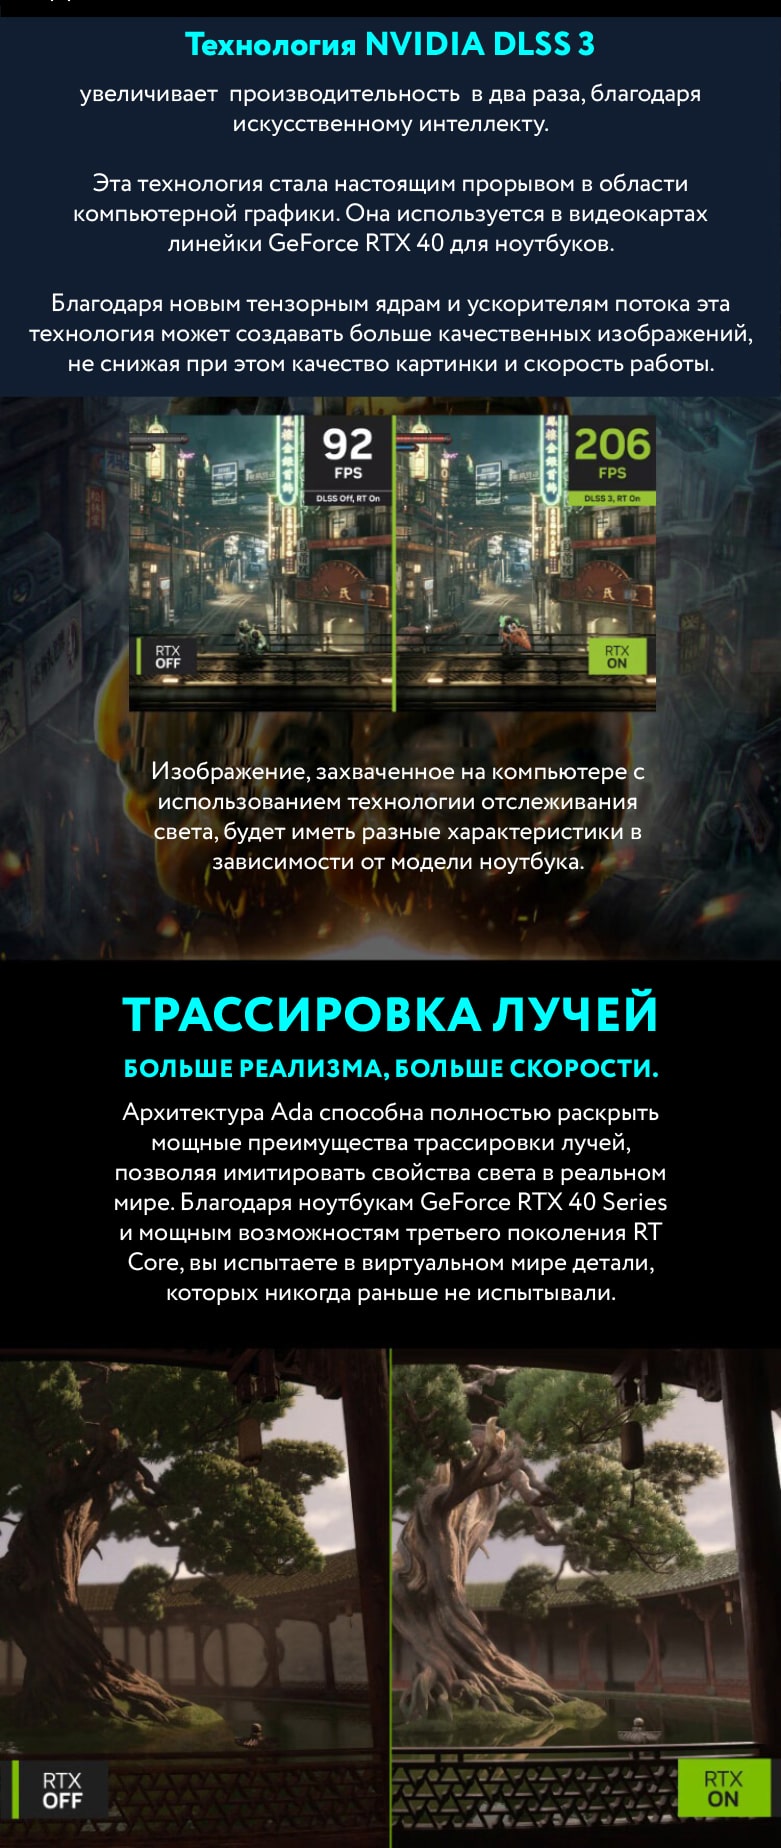 Технология NVIDIA DLSS 3
увеличивает производительность в два раза, благодаря
искусственному интеллекту.
Эта технология стала настоящим прорывом в области
компьютерной графики. Она используется в видеокартах
линейки GeForce RTX 40 для ноутбуков.
Благодаря новым тензорным ядрам и ускорителям потока эта
технология может создавать больше качественных изображений,
не снижая при этом качество картинки и скорость работы.
92
FPS
DLSS Off, RT On
206
FPS
DLSS 3, RT On
RTX
OFF
RTX
ON
Изображение, захваченное на компьютере с
использованием технологии отслеживания
света, будет иметь разные характеристики в
зависимости от модели ноутбука.
ТРАССИРОВКА ЛУЧЕЙ
БОЛЬШЕ РЕАЛИЗМА, БОЛЬШЕ СКОРОСТИ.
Архитектура Ada способна полностью раскрыть
мощные преимущества трассировки лучей,
позволяя имитировать свойства света в реальном
мире. Благодаря ноутбукам GeForce RTX 40 Series
и мощным возможностям третьего поколения RT
Core, вы испытаете в виртуальном мире детали,
которых никогда раньше не испытывали.
RTX
OFF
RTX
ON